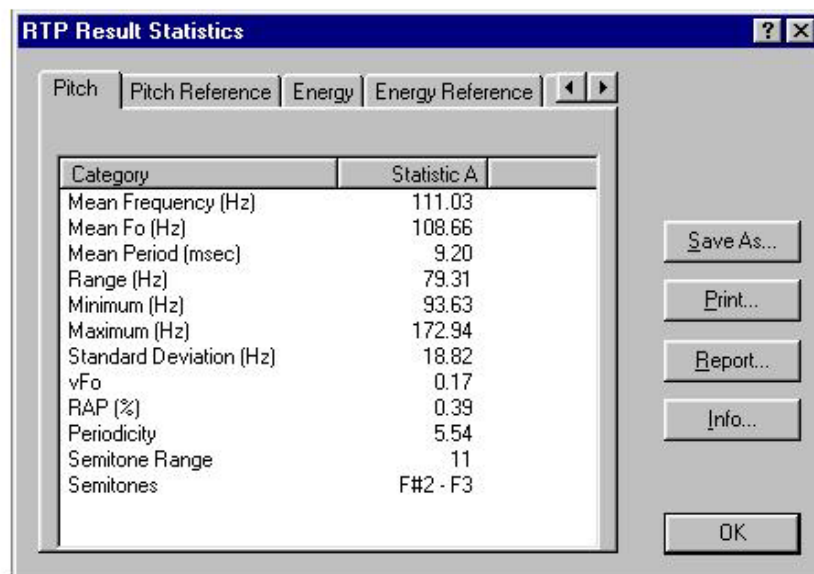 RTP Result Statistics
Pitch Pitch Reference Energy Energy Reference
Category Statistic A
Mean Frequency (Hz) 111.03
Mean Fo (Hz) 108.66
Mean Period (msec) 9.20
Range (Hz) 79.31
Minimum (Hz) 93.63
Maximum (Hz) 172.94
Standard Deviation (Hz) 18.82
vFo 0.17
RAP (%) 0.39
Periodicity 5.54
Semitone Range 11
Semitones F#2 - F3
Save As...
Print...
Report...
Info...
OK